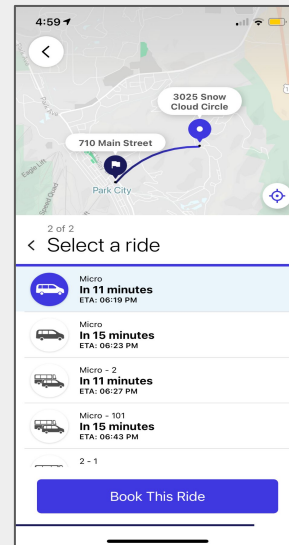 4:59
3025 Snow
Cloud Circle
710 Main Street
Park City
2 of 2
Select a ride
Micro
In 11 minutes
ETA: 06:19 PM
Micro
In 15 minutes
ETA: 06:23 PM
Micro - 2
In 11 minutes
ETA: 06:27 PM
Micro - 101
In 15 minutes
ETA: 06:43 PM
2 - 1
Book This Ride